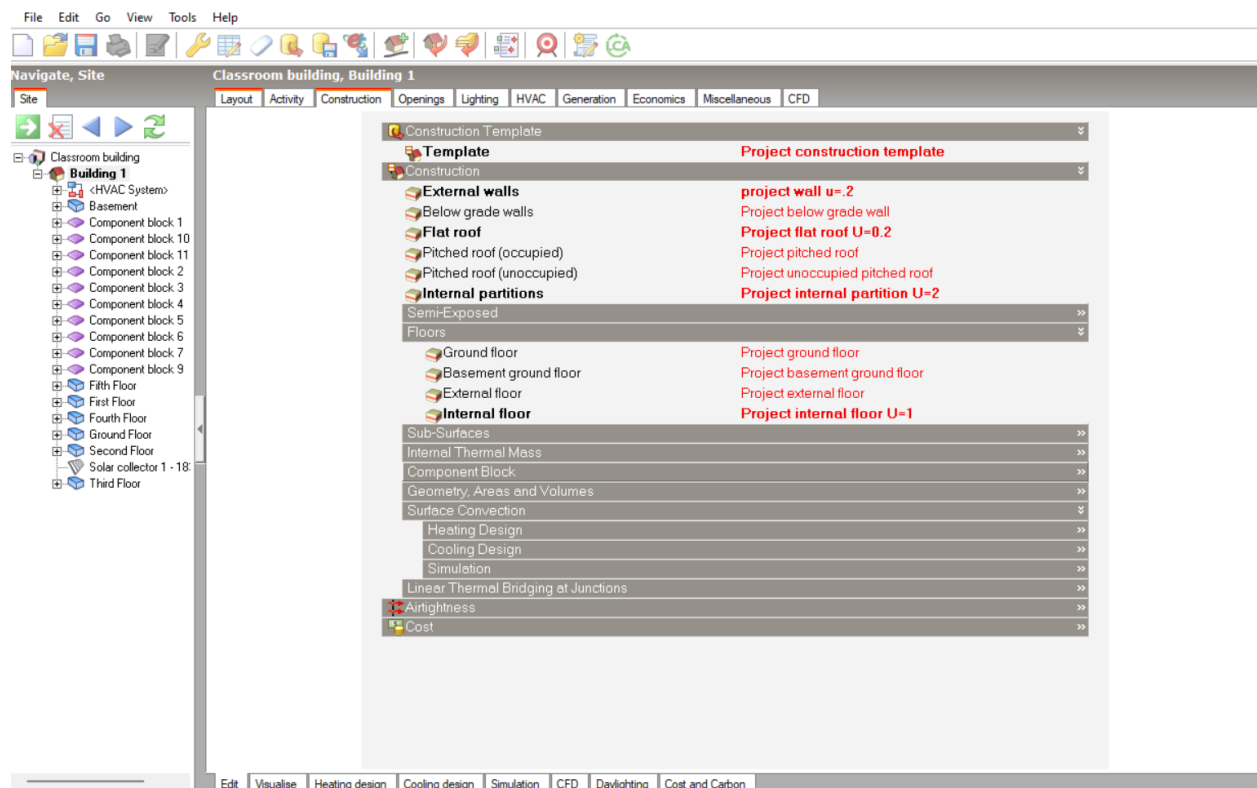 File Edit Go View Tools Help
Navigate, Site
Classroom building, Building 1
Site
Layout Activity Construction Openings Lighting HVAC Generation Economics Miscellaneous CFD
Classroom building
Building 1
<HVAC System>
Basement
Component block 1
Component block 10
Component block 11
Component block 2
Component block 3
Component block 4
Component block 5
Component block 6
Component block 7
Component block 9
Fifth Floor
First Floor
Fourth Floor
Ground Floor
Second Floor
Solar collector 1 - 18
Third Floor
Construction Template
Template Project construction template
Construction
External walls project wall u=.2
Below grade walls Project below grade wall
Flat roof Project flat roof U=0.2
Pitched roof (occupied) Project pitched roof
Pitched roof (unoccupied) Project unoccupied pitched roof
Internal partitions Project internal partition U=2
Semi-Exposed
Floors
Ground floor Project ground floor
Basement ground floor Project basement ground floor
External floor Project external floor
Internal floor Project internal floor U=1
Sub-Surfaces
Internal Thermal Mass
Component Block
Geometry, Areas and Volumes
Surface Convection
Heating Design
Cooling Design
Simulation
Linear Thermal Bridging at Junctions
Airtightness
Cost
Edit Visualise Heating design Cooling design Simulation CFD Daylighting Cost and Carbon